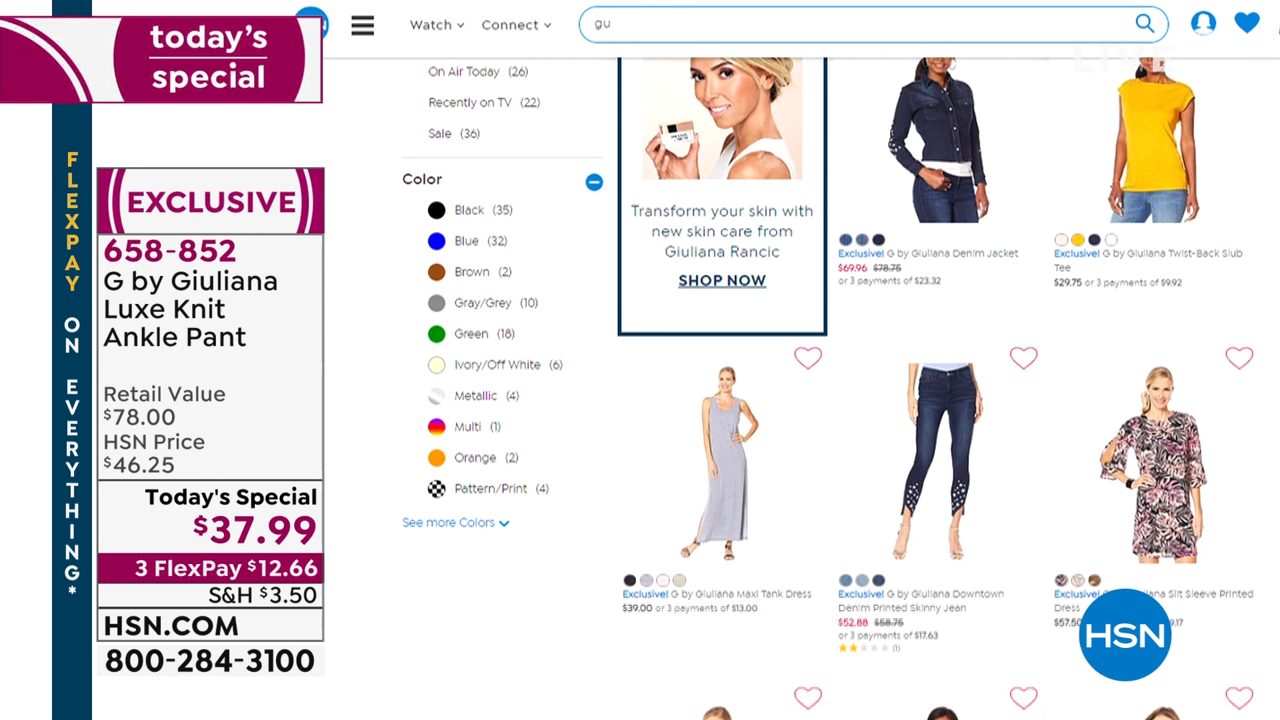 today's
special
FLEXPAY ON EVERYTHING*
EXCLUSIVE
658-852
G by Giuliana
Luxe Knit
Ankle Pant
Retail Value
$78.00
HSN Price
$46.25
Today's Special
$37.99
3 FlexPay $12.66
S&H $3.50
HSN.COM
800-284-3100
Watch
Connect
gu
LIVE
On Air Today (26)
Recently on TV (22)
Sale (36)
Color
Black (35)
Blue (32)
Brown (2)
Gray/Grey (10)
Green (18)
Ivory/Off White (6)
Metallic (4)
Multi (1)
Orange (2)
Pattern/Print (4)
See more Colors
Transform your skin with
new skin care from
Giuliana Rancic
SHOP NOW
Exclusive! G by Giuliana Denim Jacket
$69.96 $78.75
or 3 payments of $23.32
Exclusive! G by Giuliana Twist-Back Slub
Tee
$29.75 or 3 payments of $9.92
Exclusive! G by Giuliana Maxi Tank Dress
$39.00 or 3 payments of $13.00
Exclusive! G by Giuliana Downtown
Denim Printed Skinny Jean
$52.88 $58.75
or 3 payments of $17.63
(1)
Exclusive! Slit Sleeve Printed
Dress
$57.50
HSN